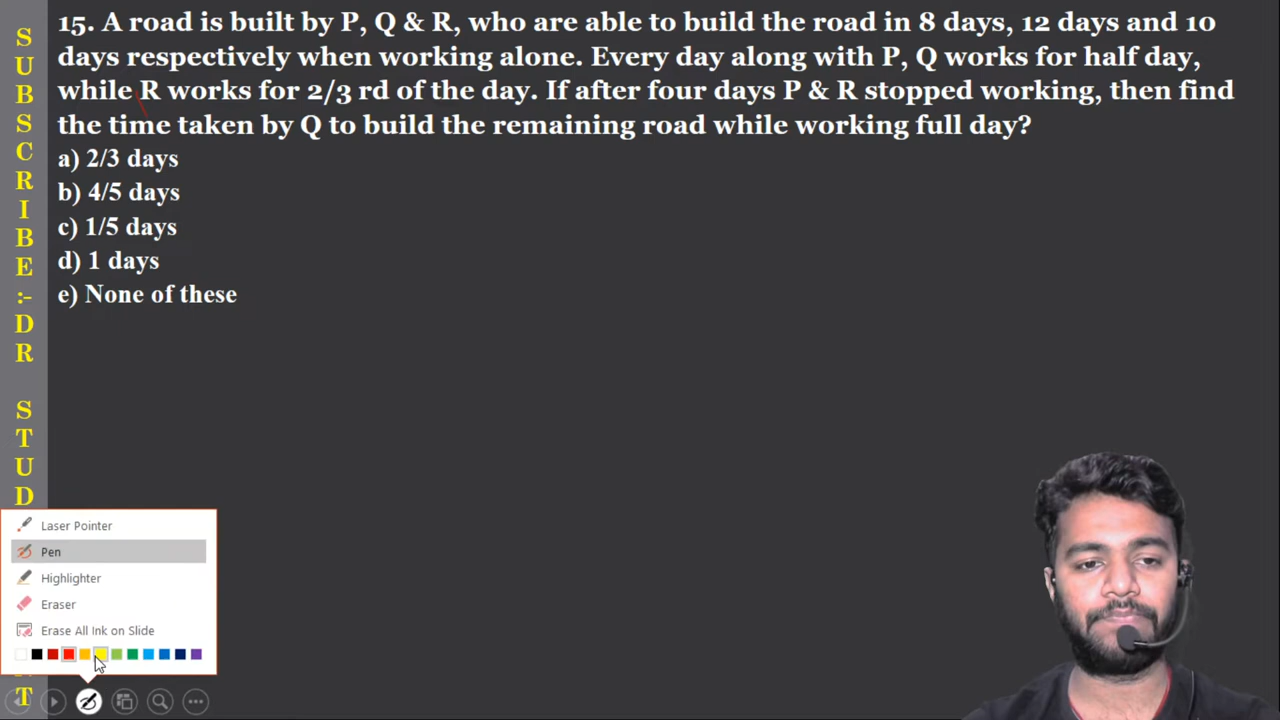 15. A road is built by P, Q & R, who are able to build the road in 8 days, 12 days and 10
days respectively when working alone. Every day along with P, Q works for half day,
while R works for 2/3 rd of the day. If after four days P & R stopped working, then find
the time taken by Q to build the remaining road while working full day?
a) 2/3 days
b) 4/5 days
c) 1/5 days
d) 1 days
e) None of these
S
U
B
S
C
R
I
B
E
:-
D
R
S
T
U
D
T
Laser Pointer
Pen
Highlighter
Eraser
Erase All Ink on Slide